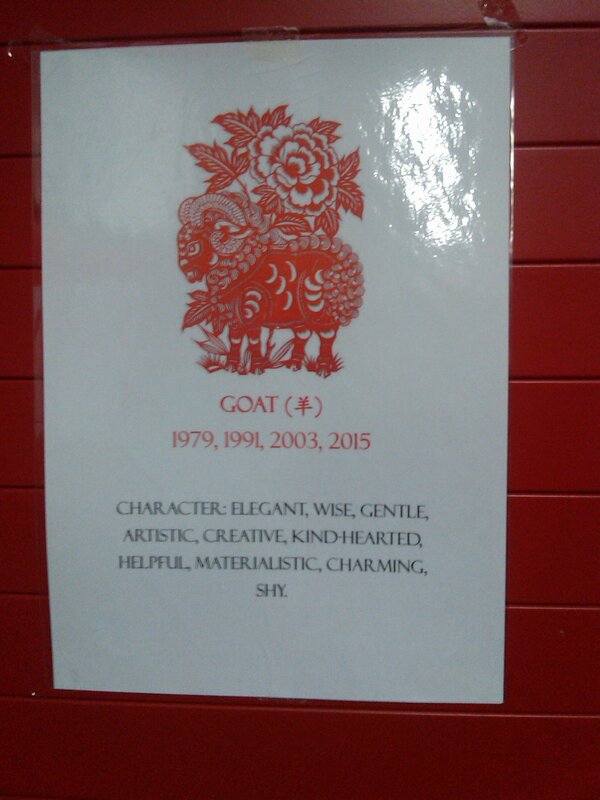 GOAT (羊)
1979, 1991, 2003, 2015
CHARACTER: ELEGANT, WISE, GENTLE,
ARTISTIC, CREATIVE, KIND-HEARTED,
HELPFUL, MATERIALISTIC, CHARMING,
SHY.